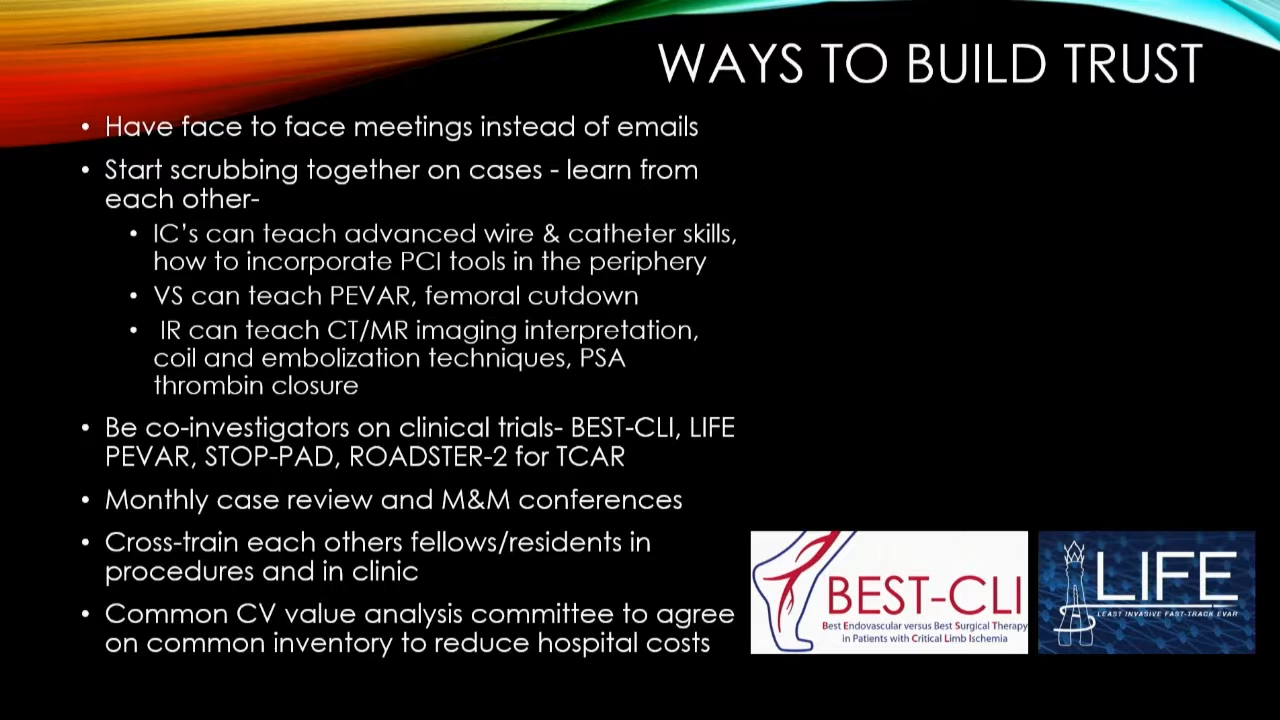 WAYS TO BUILD TRUST
• Have face to face meetings instead of emails
• Start scrubbing together on cases - learn from
each other-
• IC's can teach advanced wire & catheter skills,
how to incorporate PCI tools in the periphery
• VS can teach PEVAR, femoral cutdown
• IR can teach CT/MR imaging interpretation,
coil and embolization techniques, PSA
thrombin closure
• Be co-investigators on clinical trials- BEST-CLI, LIFE
PEVAR, STOP-PAD, ROADSTER-2 for TCAR
• Monthly case review and M&M conferences
• Cross-train each others fellows/residents in
procedures and in clinic
• Common CV value analysis committee to agree
on common inventory to reduce hospital costs
BEST-CLI
Best Endovascular versus Best Surgical Therapy
in Patients with Critical Limb Ischemia
LIFE
LEAST INVASIVE FAST-TRACK EVAR